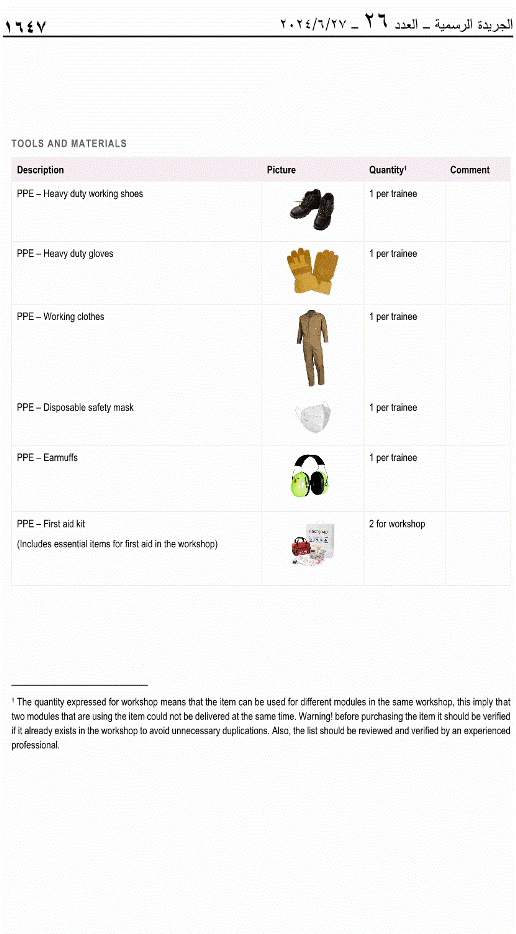 ١٦٤٧ الجريدة الرسمية – العدد ٢٦ – ٢٠٢٤/٦/٢٧
TOOLS AND MATERIALS
Description Picture Quantity¹ Comment
PPE – Heavy duty working shoes 1 per trainee
PPE – Heavy duty gloves 1 per trainee
PPE – Working clothes 1 per trainee
PPE – Disposable safety mask 1 per trainee
PPE – Earmuffs 1 per trainee
PPE – First aid kit 2 for workshop
(Includes essential items for first aid in the workshop)
¹ The quantity expressed for workshop means that the item can be used for different modules in the same workshop, this imply that
two modules that are using the item could not be delivered at the same time. Warning! before purchasing the item it should be verified
if it already exists in the workshop to avoid unnecessary duplications. Also, the list should be reviewed and verified by an experienced
professional.